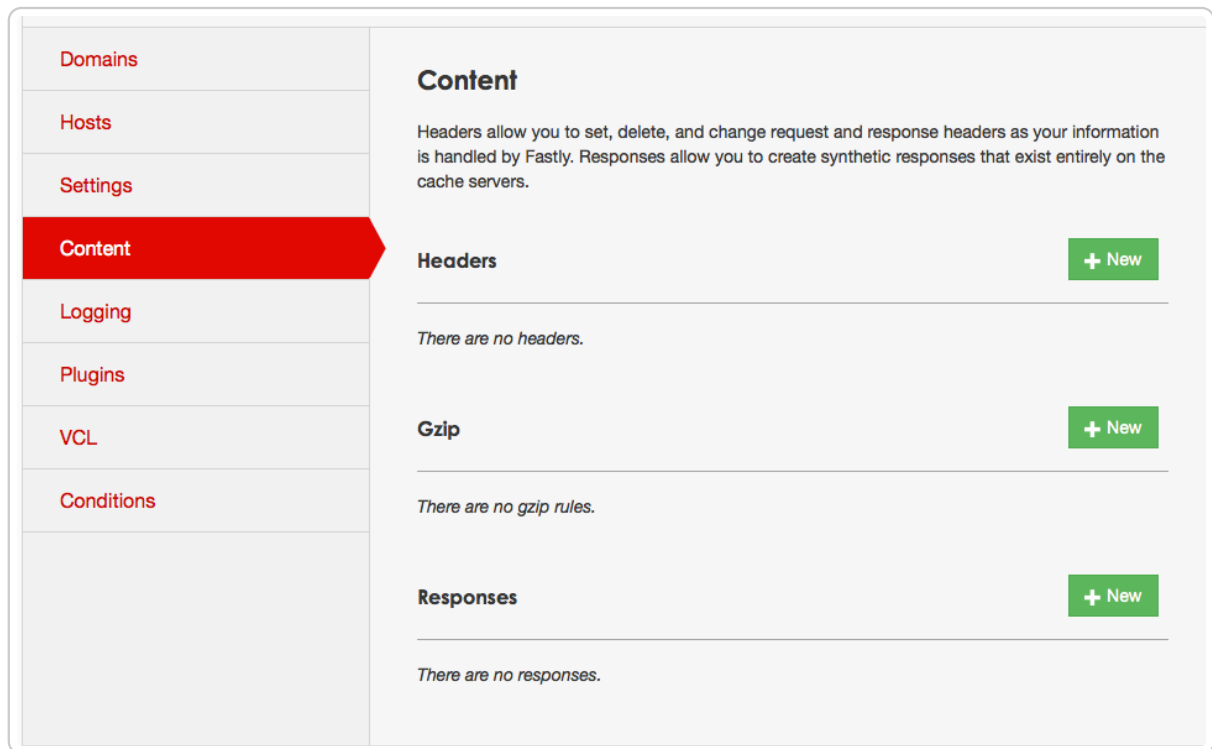 Domains
Hosts
Settings
Content
Logging
Plugins
VCL
Conditions
Content
Headers allow you to set, delete, and change request and response headers as your information
is handled by Fastly. Responses allow you to create synthetic responses that exist entirely on the
cache servers.
Headers
+ New
There are no headers.
Gzip
+ New
There are no gzip rules.
Responses
+ New
There are no responses.